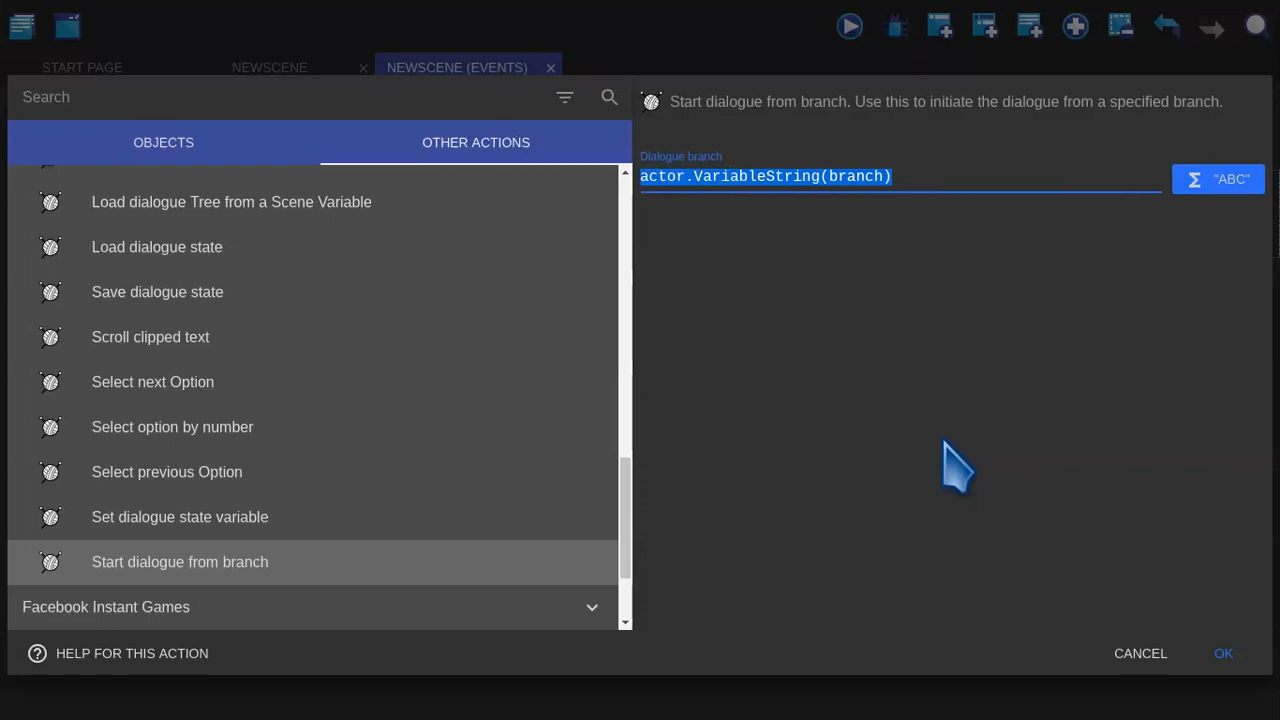 START PAGE
NEWSCENE
NEWSCENE (EVENTS)
Search
OBJECTS
OTHER ACTIONS
Load dialogue Tree from a Scene Variable
Load dialogue state
Save dialogue state
Scroll clipped text
Select next Option
Select option by number
Select previous Option
Set dialogue state variable
Start dialogue from branch
Facebook Instant Games
HELP FOR THIS ACTION
Start dialogue from branch. Use this to initiate the dialogue from a specified branch.
Dialogue branch
actor.VariableString(branch)
Σ "ABC"
CANCEL
OK